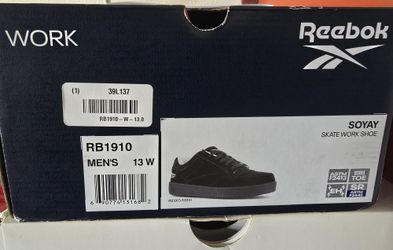 WORK
Reebok
(1) 39L137
RB1910 - W - 13.0
RB1910
MEN'S 13 W
SOYAY
SKATE WORK SHOE
ASTM
F2413
STEEL
TOE
EH
SR